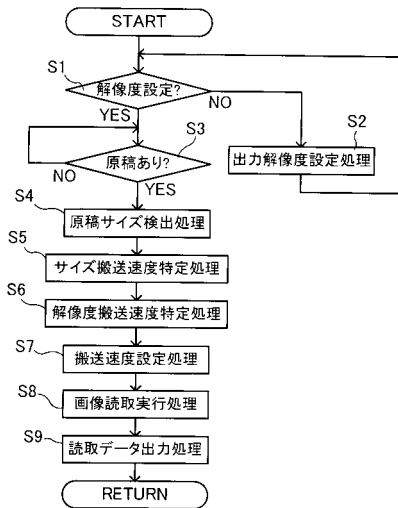 START
S1
解像度設定?
YES
NO
S2
出力解像度設定処理
S3
原稿あり?
NO
YES
S4
原稿サイズ検出処理
S5
サイズ搬送速度特定処理
S6
解像度搬送速度特定処理
S7
搬送速度設定処理
S8
画像読取実行処理
S9
読取データ出力処理
RETURN